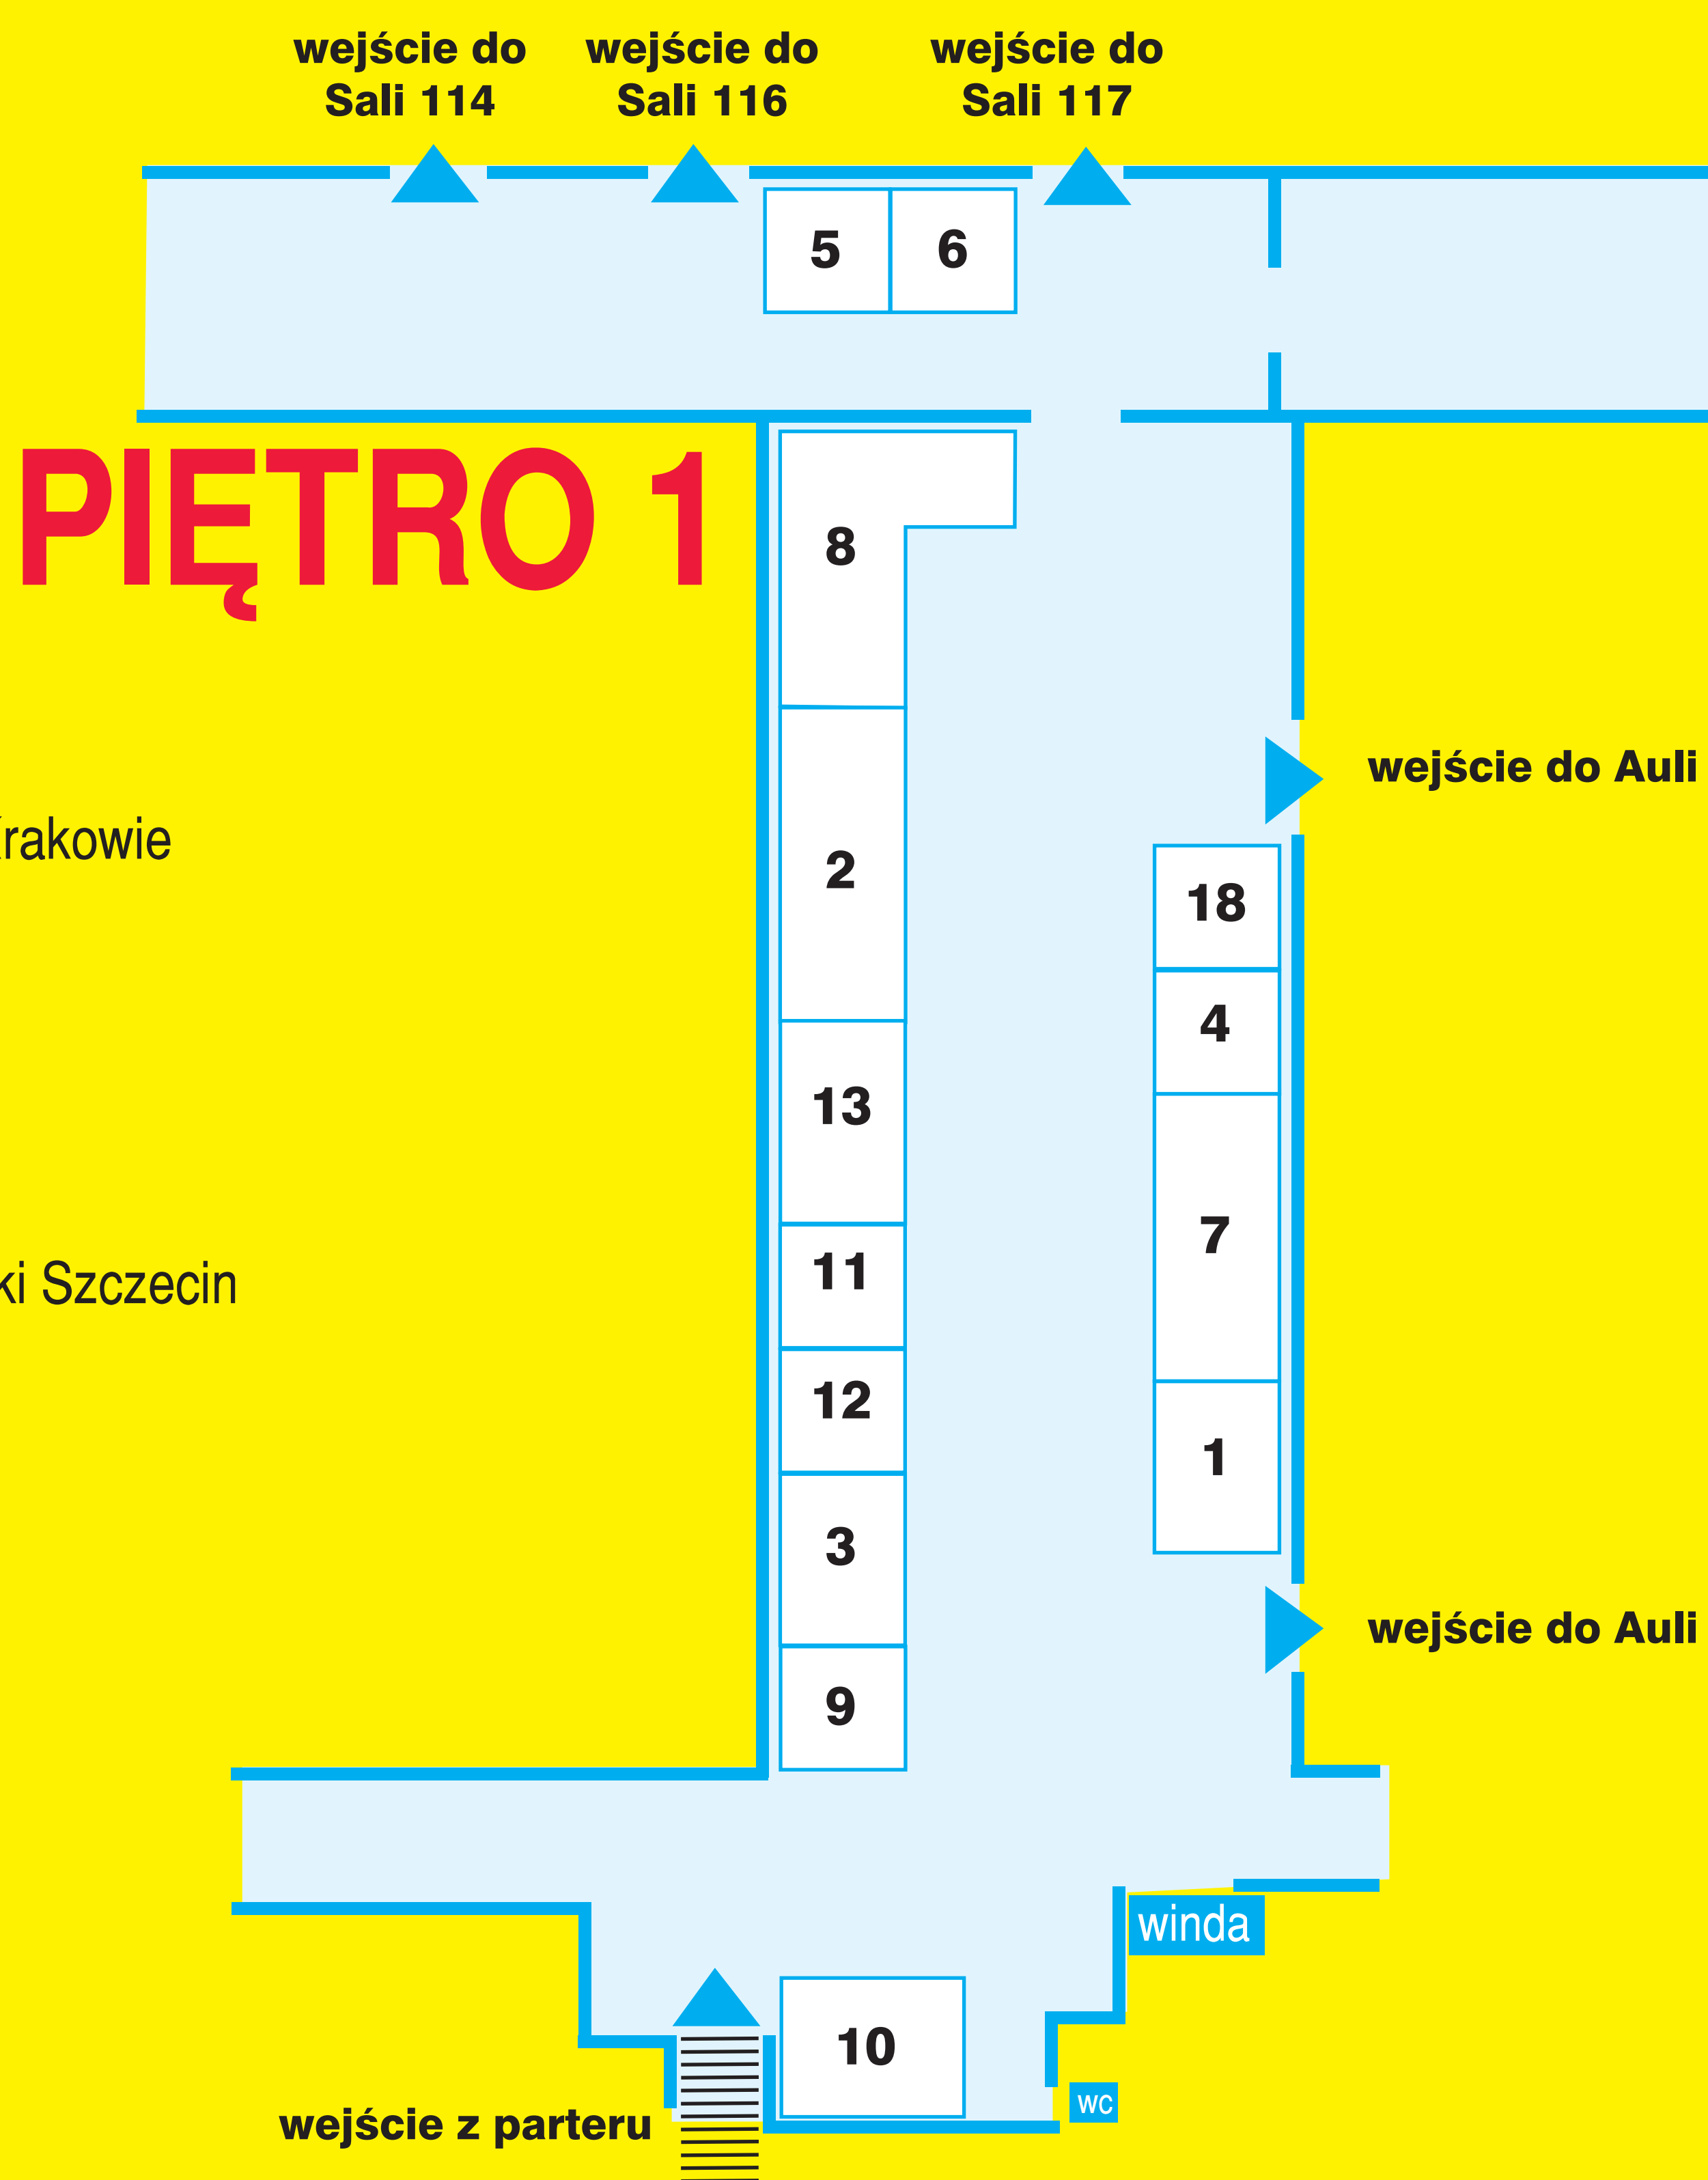 wejście do
Sali 114
wejście do
Sali 116
wejście do
Sali 117
5
6
PIĘTRO 1
8
wejście do Auli
rakowie
2
18
4
13
7
11
ki Szczecin
12
1
3
wejście do Auli
9
winda
10
wc
wejście z parteru